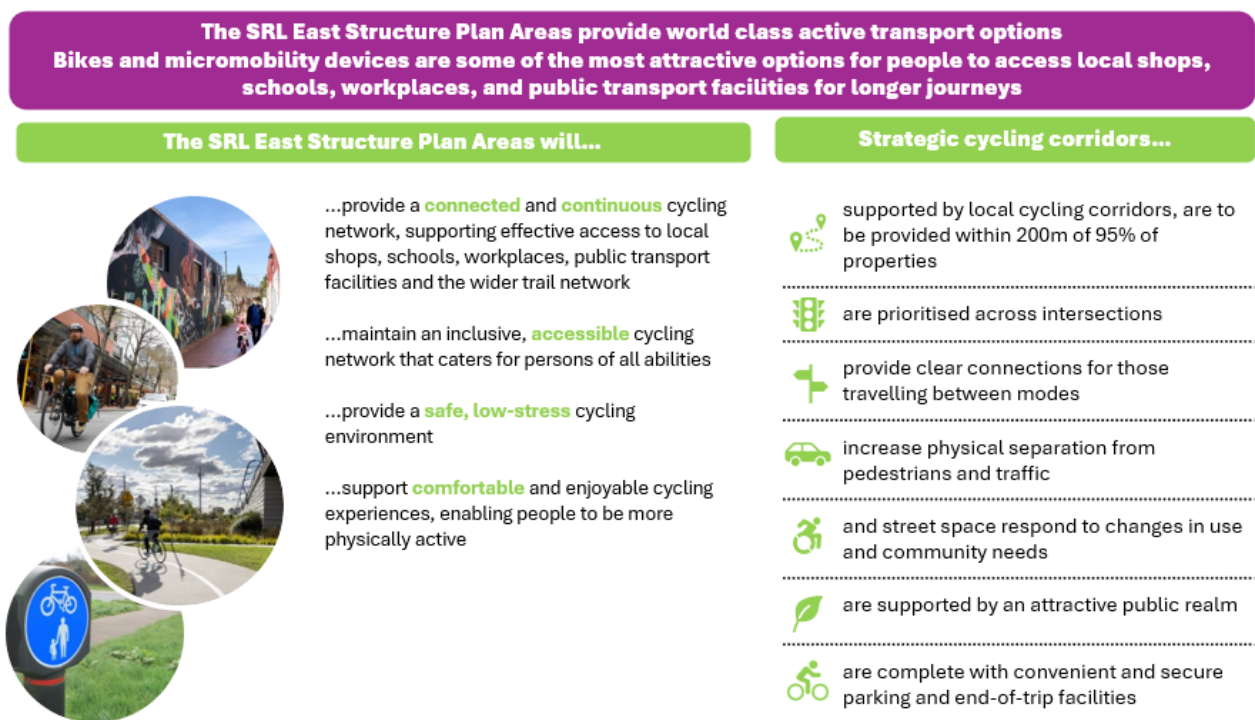 The SRL East Structure Plan Areas provide world class active transport options
Bikes and micromobility devices are some of the most attractive options for people to access local shops,
schools, workplaces, and public transport facilities for longer journeys
The SRL East Structure Plan Areas will...
...provide a connected and continuous cycling
network, supporting effective access to local
shops, schools, workplaces, public transport
facilities and the wider trail network
...maintain an inclusive, accessible cycling
network that caters for persons of all abilities
...provide a safe, low-stress cycling
environment
...support comfortable and enjoyable cycling
experiences, enabling people to be more
physically active
Strategic cycling corridors...
supported by local cycling corridors, are to
be provided within 200m of 95% of
properties
are prioritised across intersections
provide clear connections for those
travelling between modes
increase physical separation from
pedestrians and traffic
and street space respond to changes in use
and community needs
are supported by an attractive public realm
are complete with convenient and secure
parking and end-of-trip facilities